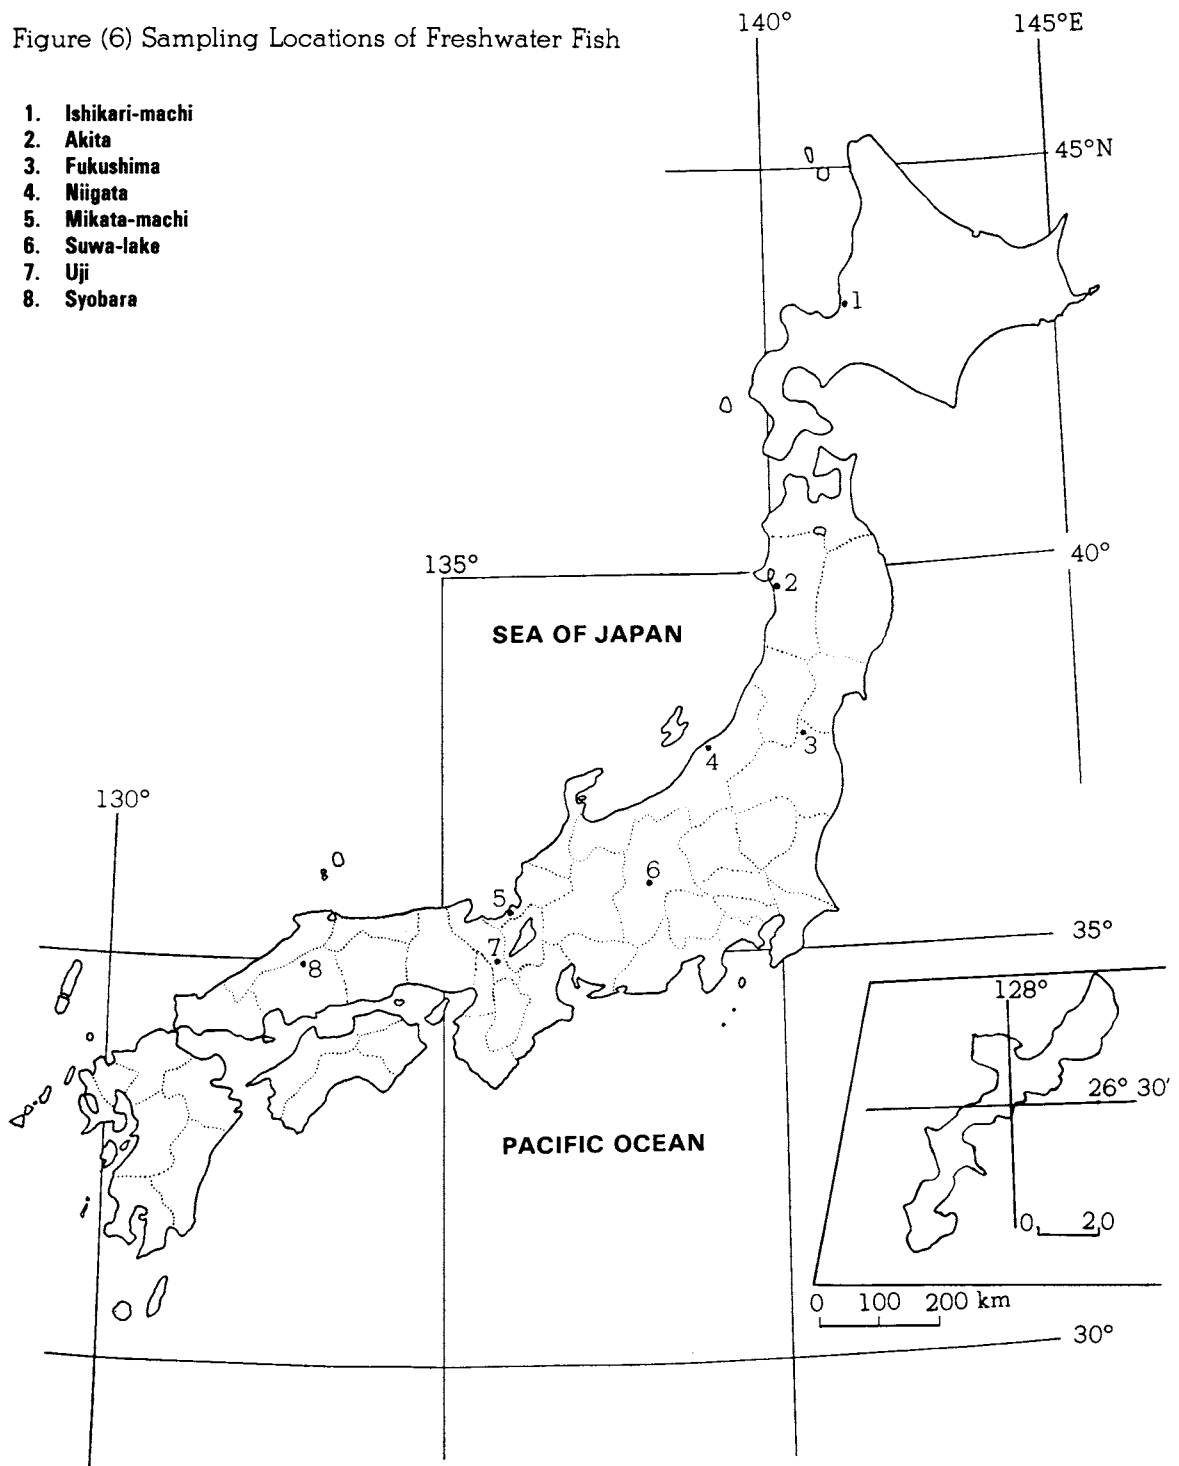 Figure (6) Sampling Locations of Freshwater Fish
1. Ishikari-machi
2. Akita
3. Fukushima
4. Niigata
5. Mikata-machi
6. Suwa-lake
7. Uji
8. Syobara
140° 145°E
45°N
1
40°
135°
2
SEA OF JAPAN
3
4
130°
6
5
35°
7
8
128°
26° 30'
PACIFIC OCEAN
0 20
0 100 200 km
30°